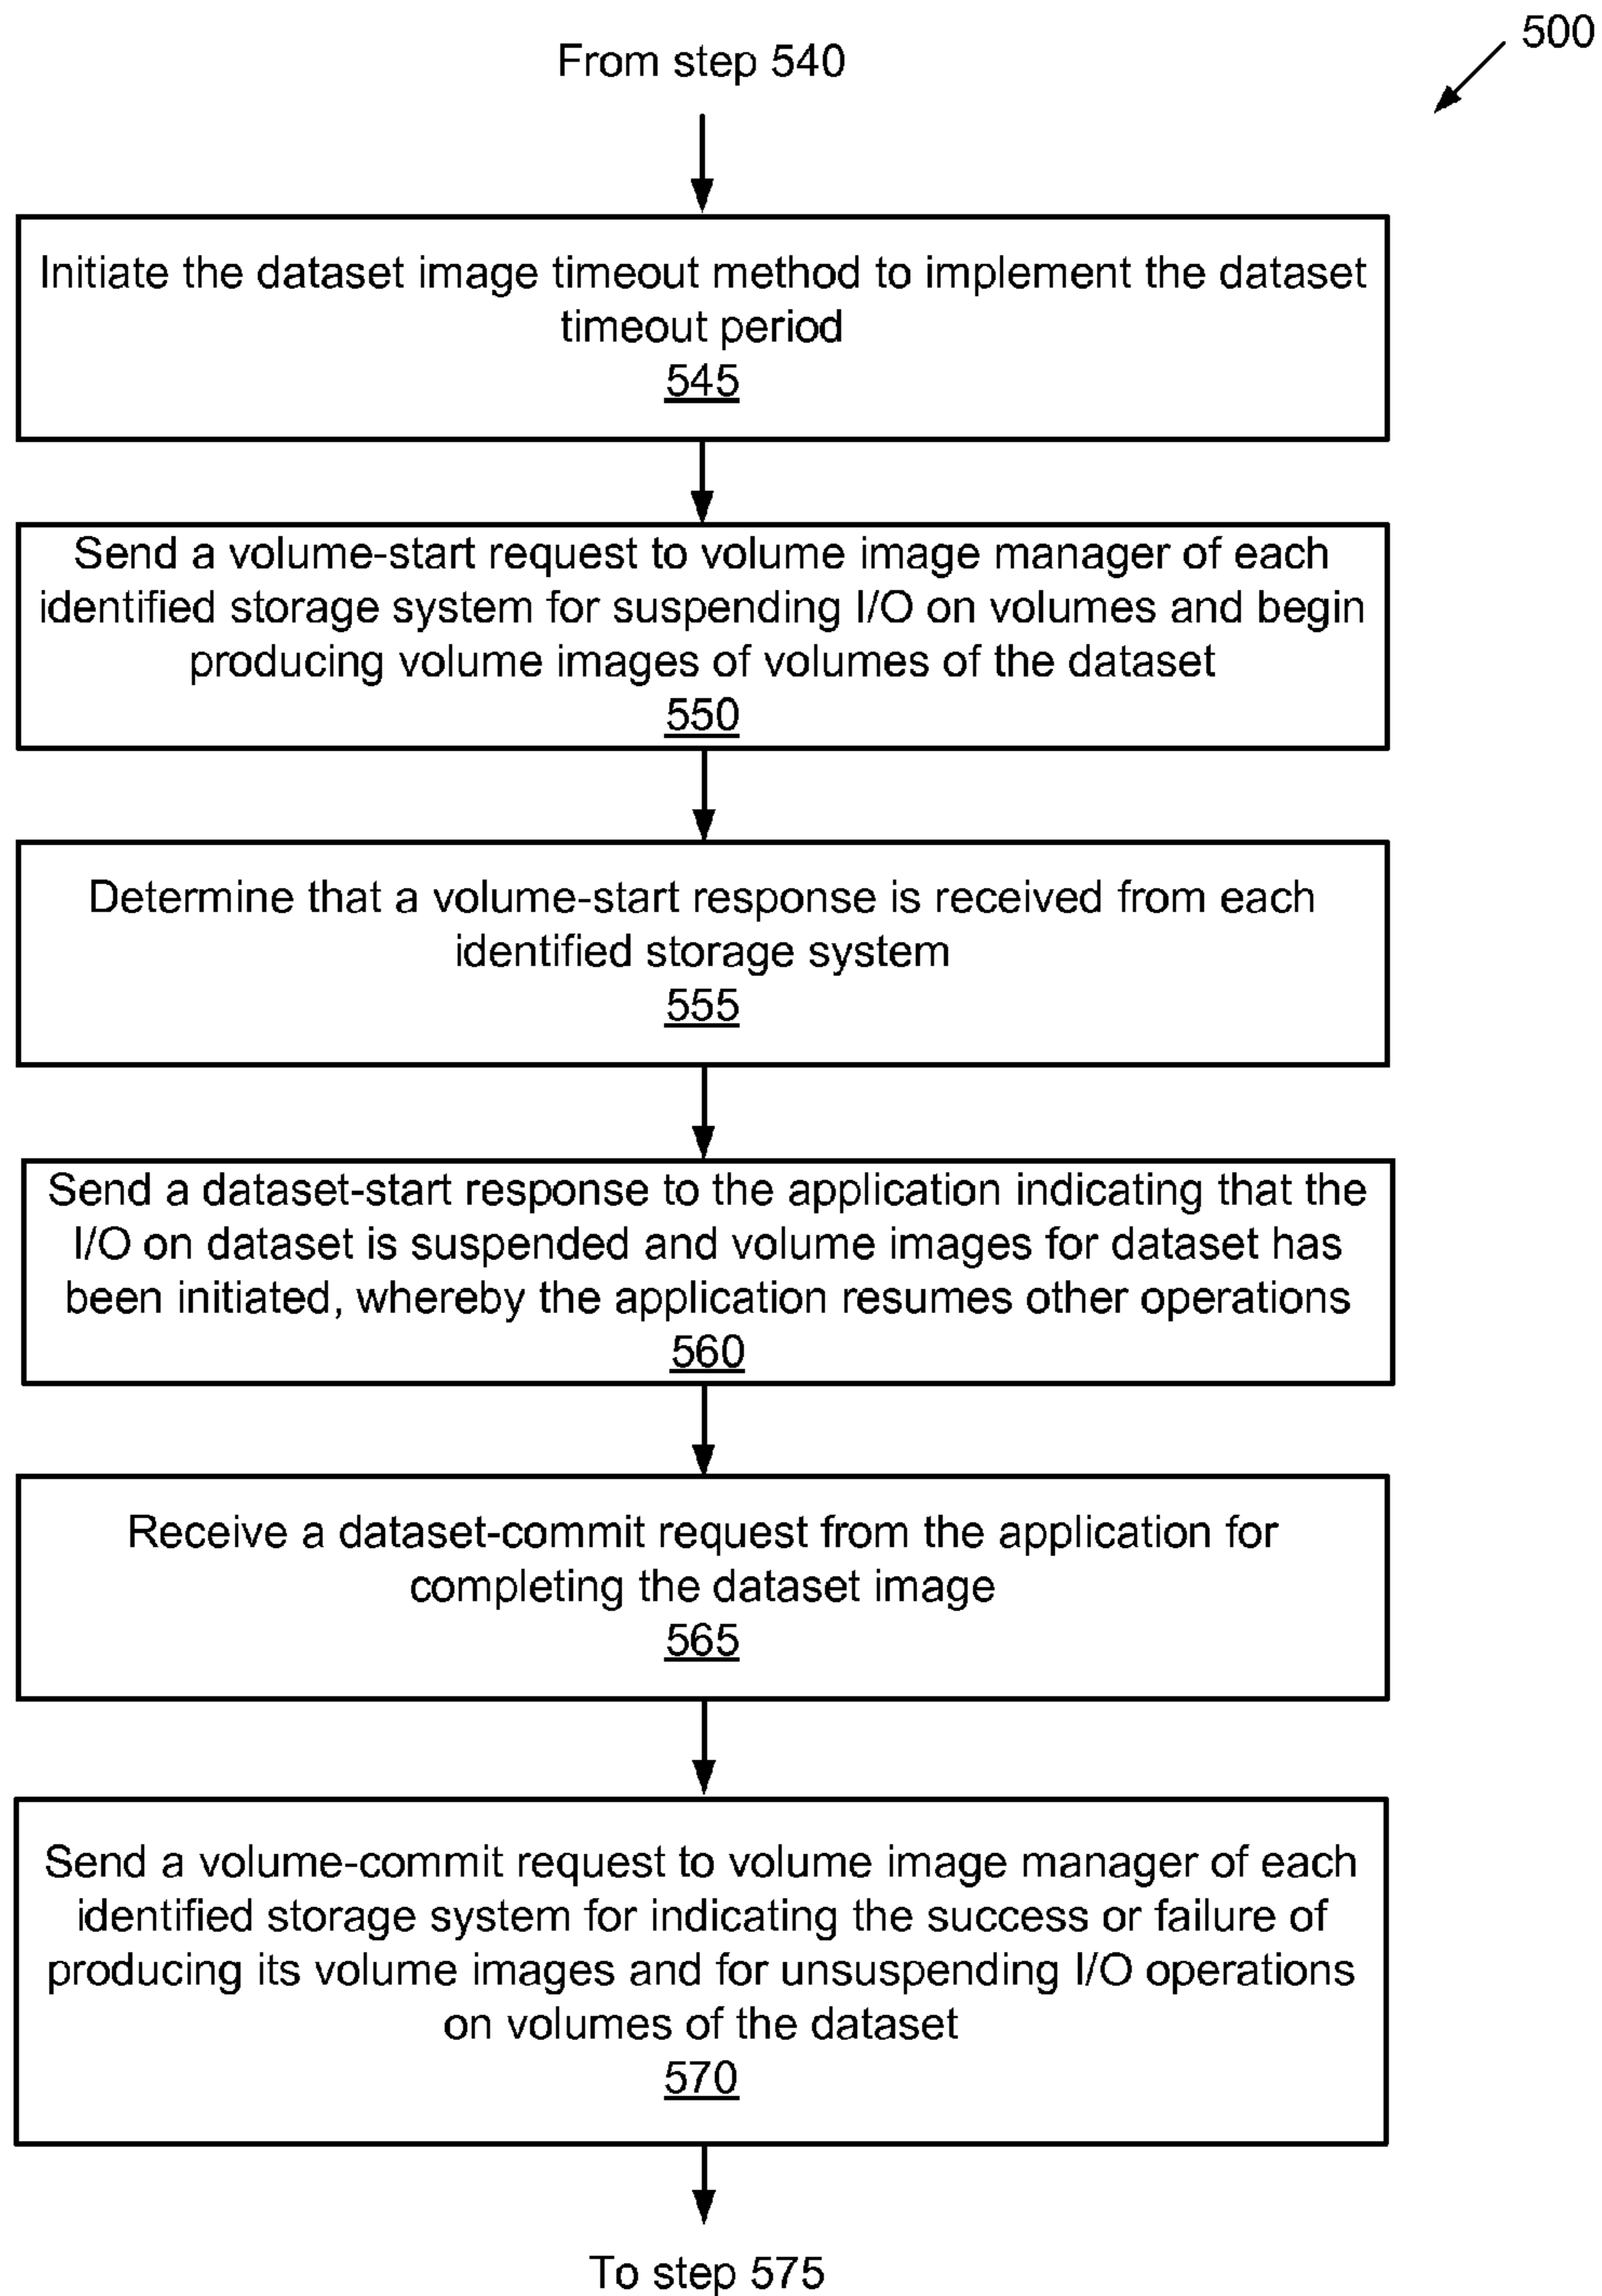 500
From step 540
Initiate the dataset image timeout method to implement the dataset
timeout period
545
Send a volume-start request to volume image manager of each
identified storage system for suspending I/O on volumes and begin
producing volume images of volumes of the dataset
550
Determine that a volume-start response is received from each
identified storage system
555
Send a dataset-start response to the application indicating that the
I/O on dataset is suspended and volume images for dataset has
been initiated, whereby the application resumes other operations
560
Receive a dataset-commit request from the application for
completing the dataset image
565
Send a volume-commit request to volume image manager of each
identified storage system for indicating the success or failure of
producing its volume images and for unsuspending I/O operations
on volumes of the dataset
570
To step 575